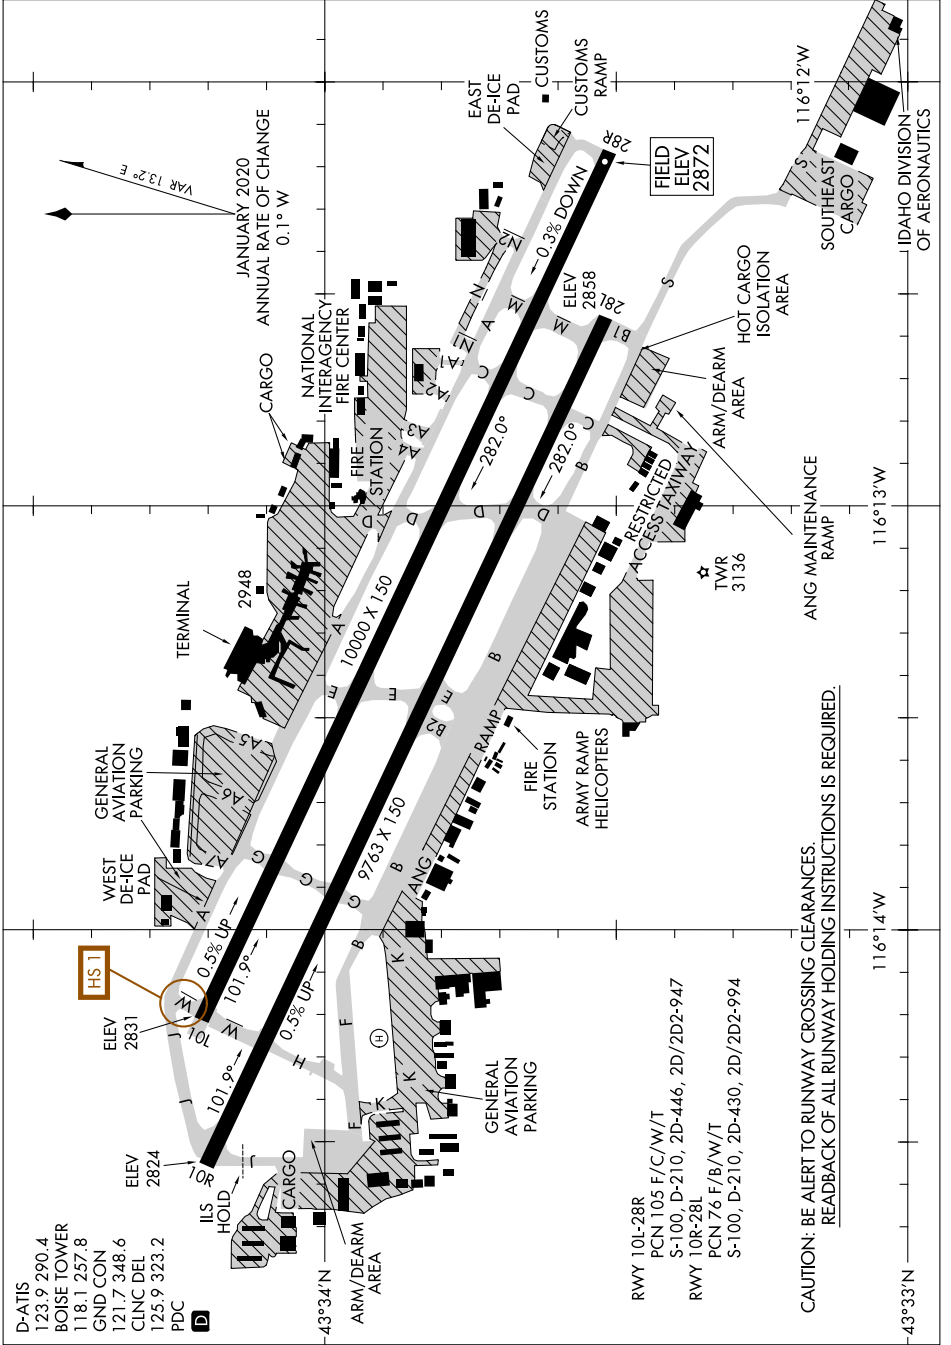 D-ATIS
123.9 290.4
BOISE TOWER
118.1 257.8
GND CON
121.7 348.6
CLNC DEL
125.9 323.2
PDC
D
VAR 13.2° E
JANUARY 2020
ANNUAL RATE OF CHANGE
0.1° W
EAST
DE-ICE
PAD
CUSTOMS
CUSTOMS
RAMP
116°12'W
IDAHO DIVISION
OF AERONAUTICS
SOUTHEAST
CARGO
S
S
28R
FIELD
ELEV
2872
0.3% DOWN
N2
N
N
A
A1
A2
A3
A4
M
M
ELEV
2858
28L
B1
HOT CARGO
ISOLATION
AREA
ARM/DEARM
AREA
CARGO
NATIONAL
INTERAGENCY
FIRE CENTER
FIRE
STATION
C
C
C
282.0°
282.0°
B
D
D
D
D
116°13'W
RESTRICTED
ACCESS TAXIWAY
ANG MAINTENANCE
RAMP
TWR
3136
2948
TERMINAL
A
10000 X 150
E
E
E
B
B2
RAMP
ANG
FIRE
STATION
ARMY RAMP
HELICOPTERS
GENERAL
AVIATION
PARKING
WEST
DE-ICE
PAD
A5
A6
A7
A
G
G
G
9763 X 150
B
B
116°14'W
HS 1
ELEV
2831
W
10L
W
0.5% UP
101.9°
0.5% UP
101.9°
J
J
J
H
F
F
H
K
K
K
GENERAL
AVIATION
PARKING
ELEV
2824
10R
ILS
HOLD
CARGO
ARM/DEARM
AREA
43°34'N
43°33'N
RWY 10L-28R
PCN 105 F/C/W/T
S-100, D-210, 2D-446, 2D/2D2-947
RWY 10R-28L
PCN 76 F/B/W/T
S-100, D-210, 2D-430, 2D/2D2-994
CAUTION: BE ALERT TO RUNWAY CROSSING CLEARANCES.
READBACK OF ALL RUNWAY HOLDING INSTRUCTIONS IS REQUIRED.